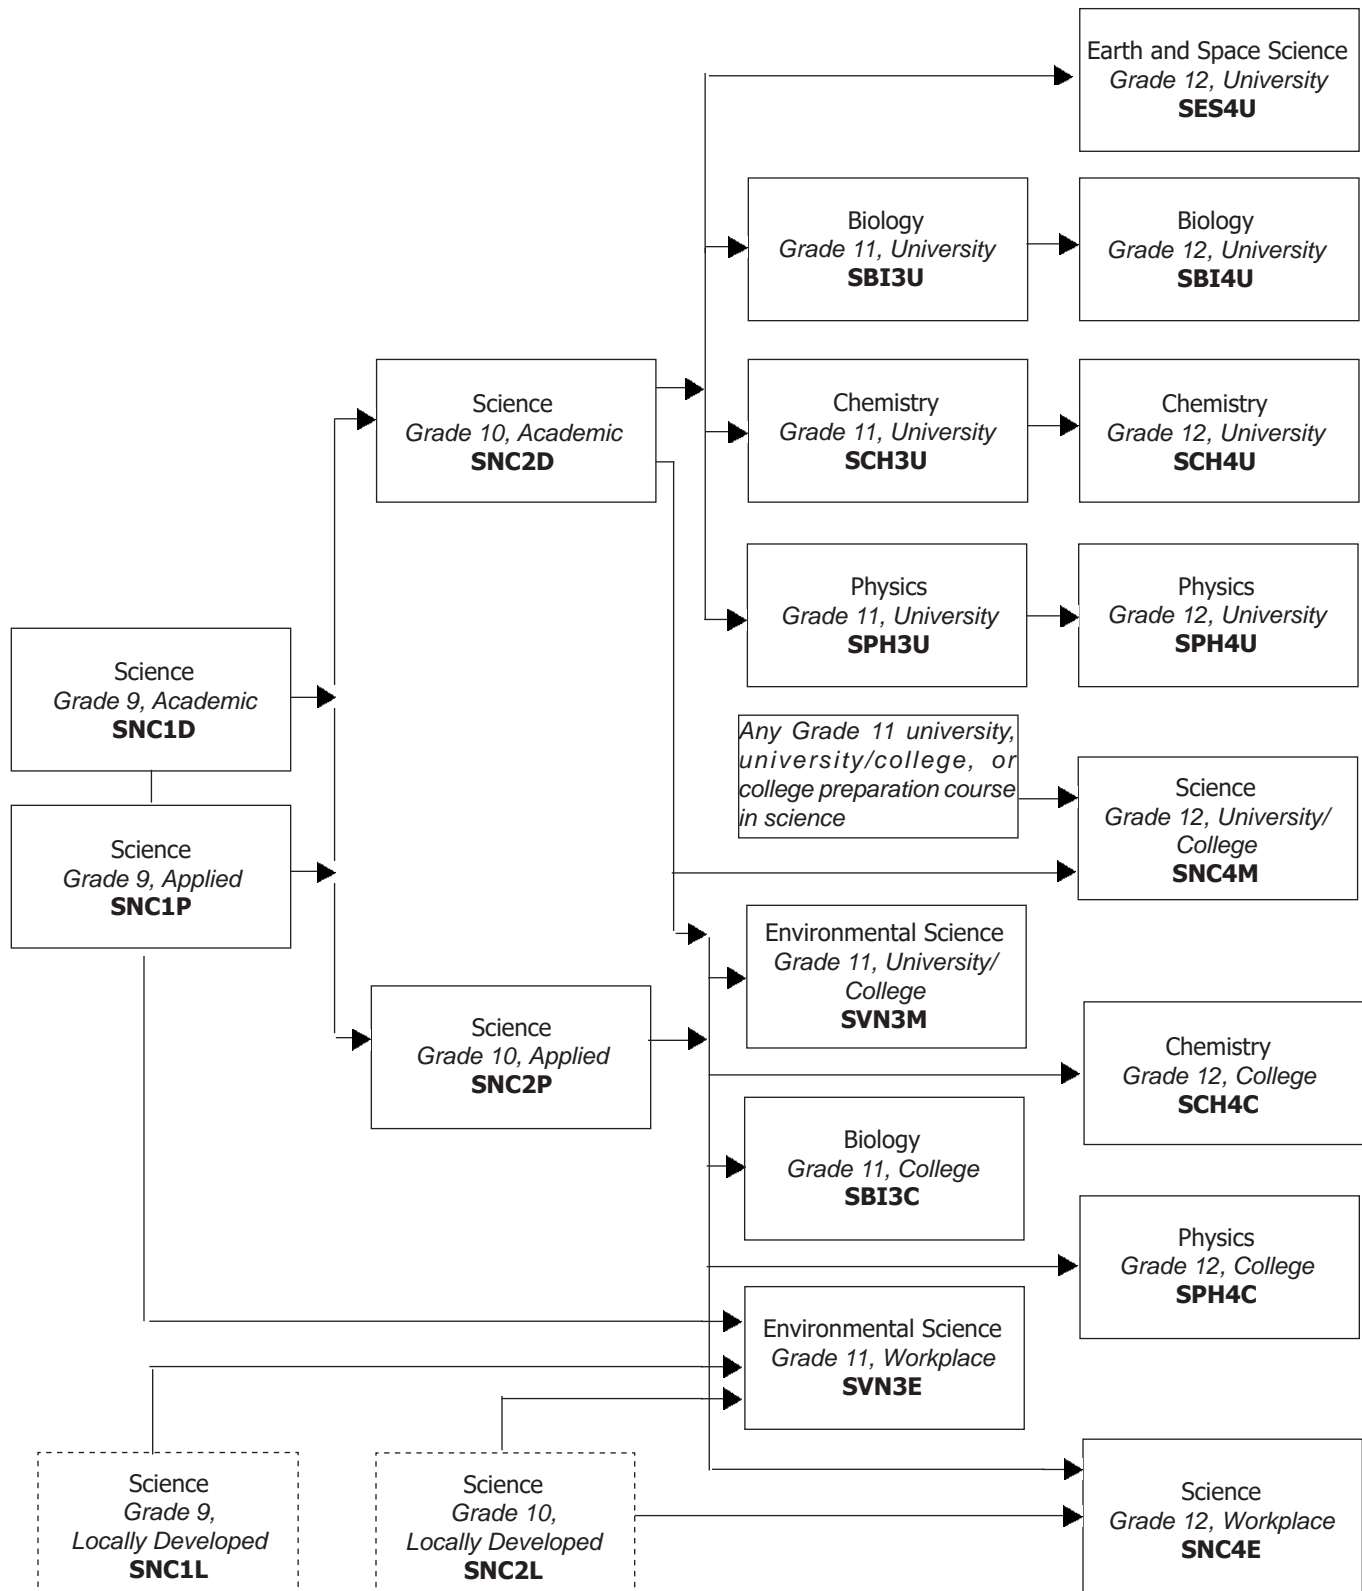 Earth and Space Science
Grade 12, University
SES4U
Biology
Grade 11, University
SBI3U
Biology
Grade 12, University
SBI4U
Science
Grade 10, Academic
SNC2D
Chemistry
Grade 11, University
SCH3U
Chemistry
Grade 12, University
SCH4U
Physics
Grade 11, University
SPH3U
Physics
Grade 12, University
SPH4U
Science
Grade 9, Academic
SNC1D
Any Grade 11 university,
university/college, or
college preparation course
in science
Science
Grade 12, University/
College
SNC4M
Science
Grade 9, Applied
SNC1P
Environmental Science
Grade 11, University/
College
SVN3M
Science
Grade 10, Applied
SNC2P
Chemistry
Grade 12, College
SCH4C
Biology
Grade 11, College
SBI3C
Physics
Grade 12, College
SPH4C
Environmental Science
Grade 11, Workplace
SVN3E
Science
Grade 9,
Locally Developed
SNC1L
Science
Grade 10,
Locally Developed
SNC2L
Science
Grade 12, Workplace
SNC4E